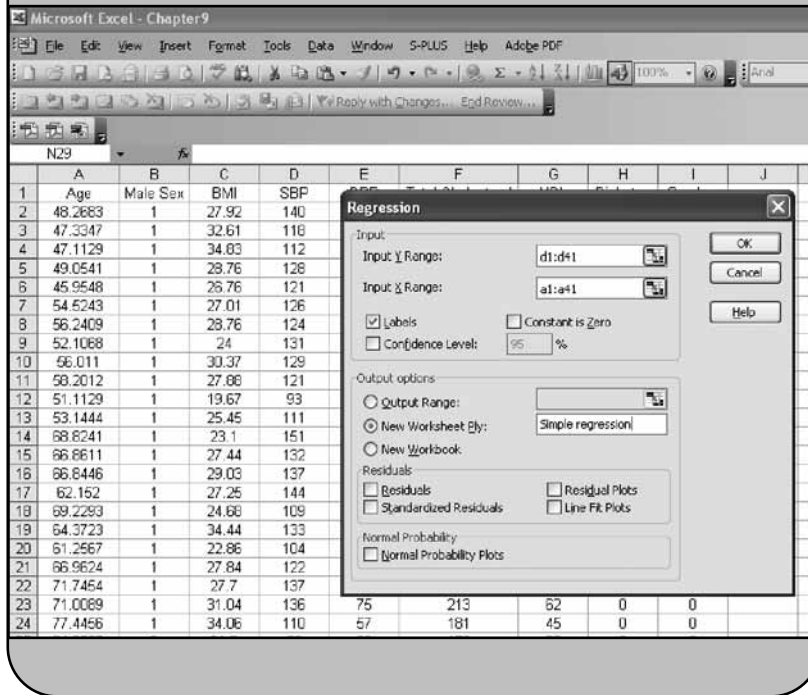 Microsoft Excel - Chapter9
File Edit View Insert Format Tools Data Window S-PLUS Help Adobe PDF
100% Arial
Reply with Changes... End Review...
N29 fx
A B C D E F G H I J
1 Age Male Sex BMI SBP
2 48.2683 1 27.92 140
3 47.3347 1 32.61 118
4 47.1129 1 34.83 112
5 49.0541 1 28.76 128
6 45.9548 1 26.76 121
7 54.5243 1 27.01 126
8 56.2409 1 28.76 124
9 52.1068 1 24 131
10 56.011 1 30.37 129
11 58.2012 1 27.88 121
12 51.1129 1 19.67 93
13 53.1444 1 25.45 111
14 68.8241 1 23.1 151
15 66.8611 1 27.44 132
16 66.8446 1 29.03 137
17 62.152 1 27.25 144
18 69.2293 1 24.68 109
19 64.3723 1 34.44 133
20 61.2567 1 22.86 104
21 66.9624 1 27.84 122
22 71.7454 1 27.7 137
23 71.0089 1 31.04 136 75 213 62 0 0
24 77.4456 1 34.06 110 57 181 45 0 0
Regression
Input
Input Y Range: d1:d41
Input X Range: a1:a41
Labels Constant is Zero
Confidence Level: 95 %
OK
Cancel
Help
Output options
Output Range:
New Worksheet Ply: Simple regression
New Workbook
Residuals
Residuals Residual Plots
Standardized Residuals Line Fit Plots
Normal Probability
Normal Probability Plots